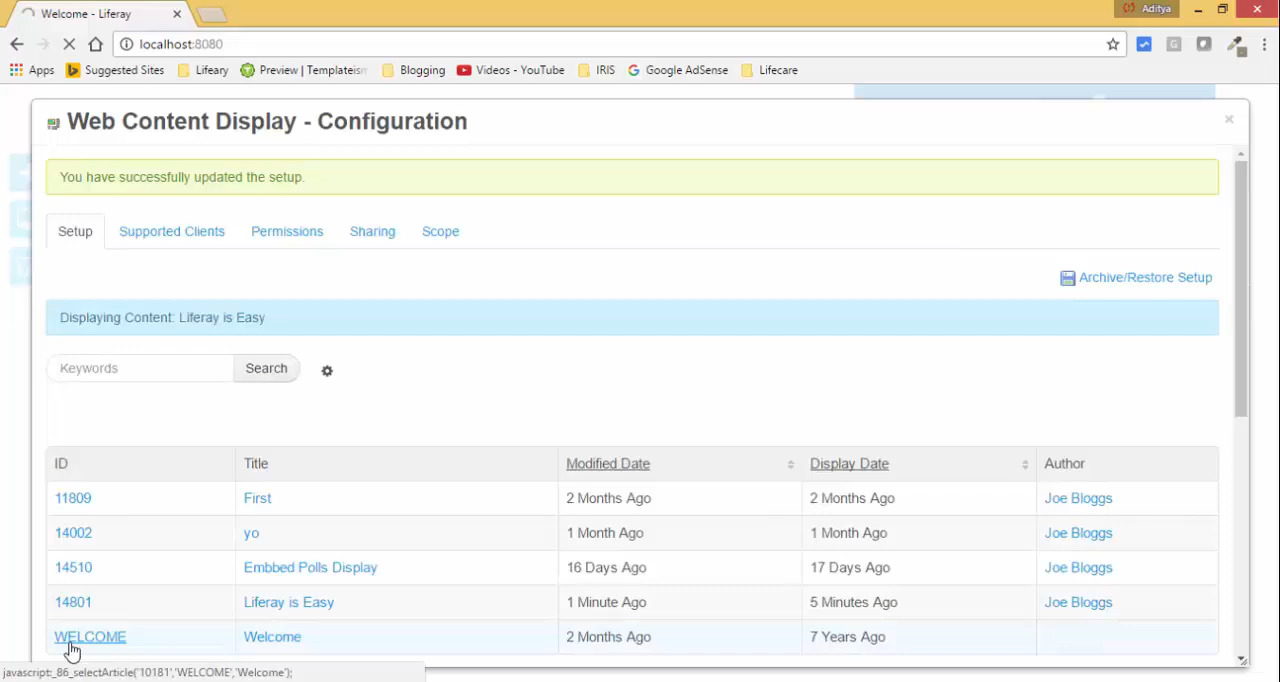 Welcome - Liferay
Aditya
localhost:8080
Apps Suggested Sites Lifeary Preview | Templateism Blogging Videos - YouTube IRIS Google AdSense Lifecare
Web Content Display - Configuration
You have successfully updated the setup.
Setup Supported Clients Permissions Sharing Scope
Archive/Restore Setup
Displaying Content: Liferay is Easy
Keywords Search
ID Title Modified Date Display Date Author
11809 First 2 Months Ago 2 Months Ago Joe Bloggs
14002 yo 1 Month Ago 1 Month Ago Joe Bloggs
14510 Embbed Polls Display 16 Days Ago 17 Days Ago Joe Bloggs
14801 Liferay is Easy 1 Minute Ago 5 Minutes Ago Joe Bloggs
WELCOME Welcome 2 Months Ago 7 Years Ago
javascript:_86_selectArticle('10181','WELCOME','Welcome');